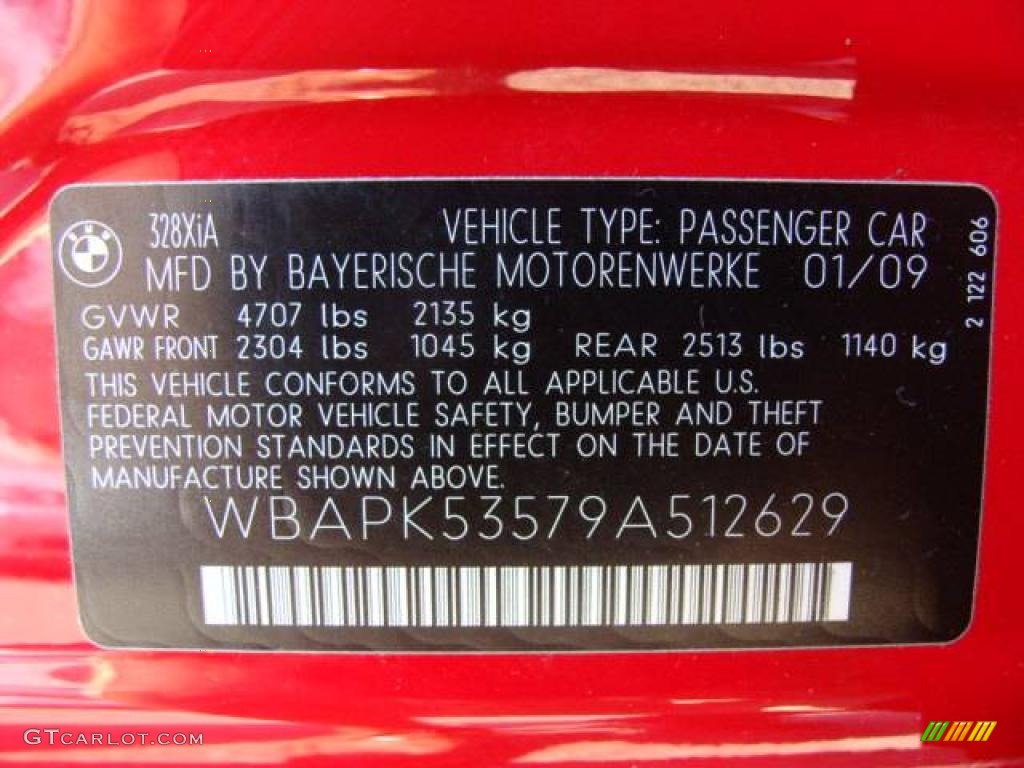 328XiA VEHICLE TYPE: PASSENGER CAR
MFD BY BAYERISCHE MOTORENWERKE 01/09
GVWR 4707 lbs 2135 kg
GAWR FRONT 2304 lbs 1045 kg REAR 2513 lbs 1140 kg
THIS VEHICLE CONFORMS TO ALL APPLICABLE U.S.
FEDERAL MOTOR VEHICLE SAFETY, BUMPER AND THEFT
PREVENTION STANDARDS IN EFFECT ON THE DATE OF
MANUFACTURE SHOWN ABOVE.
WBAPK53579A512629
2 122 606
BMW
GTCARLOT.COM